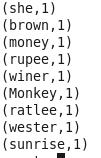 (she,1)
(brown,1)
(money,1)
(rupee,1)
(winer,1)
(Monkey,1)
(ratlee,1)
(wester,1)
(sunrise,1)